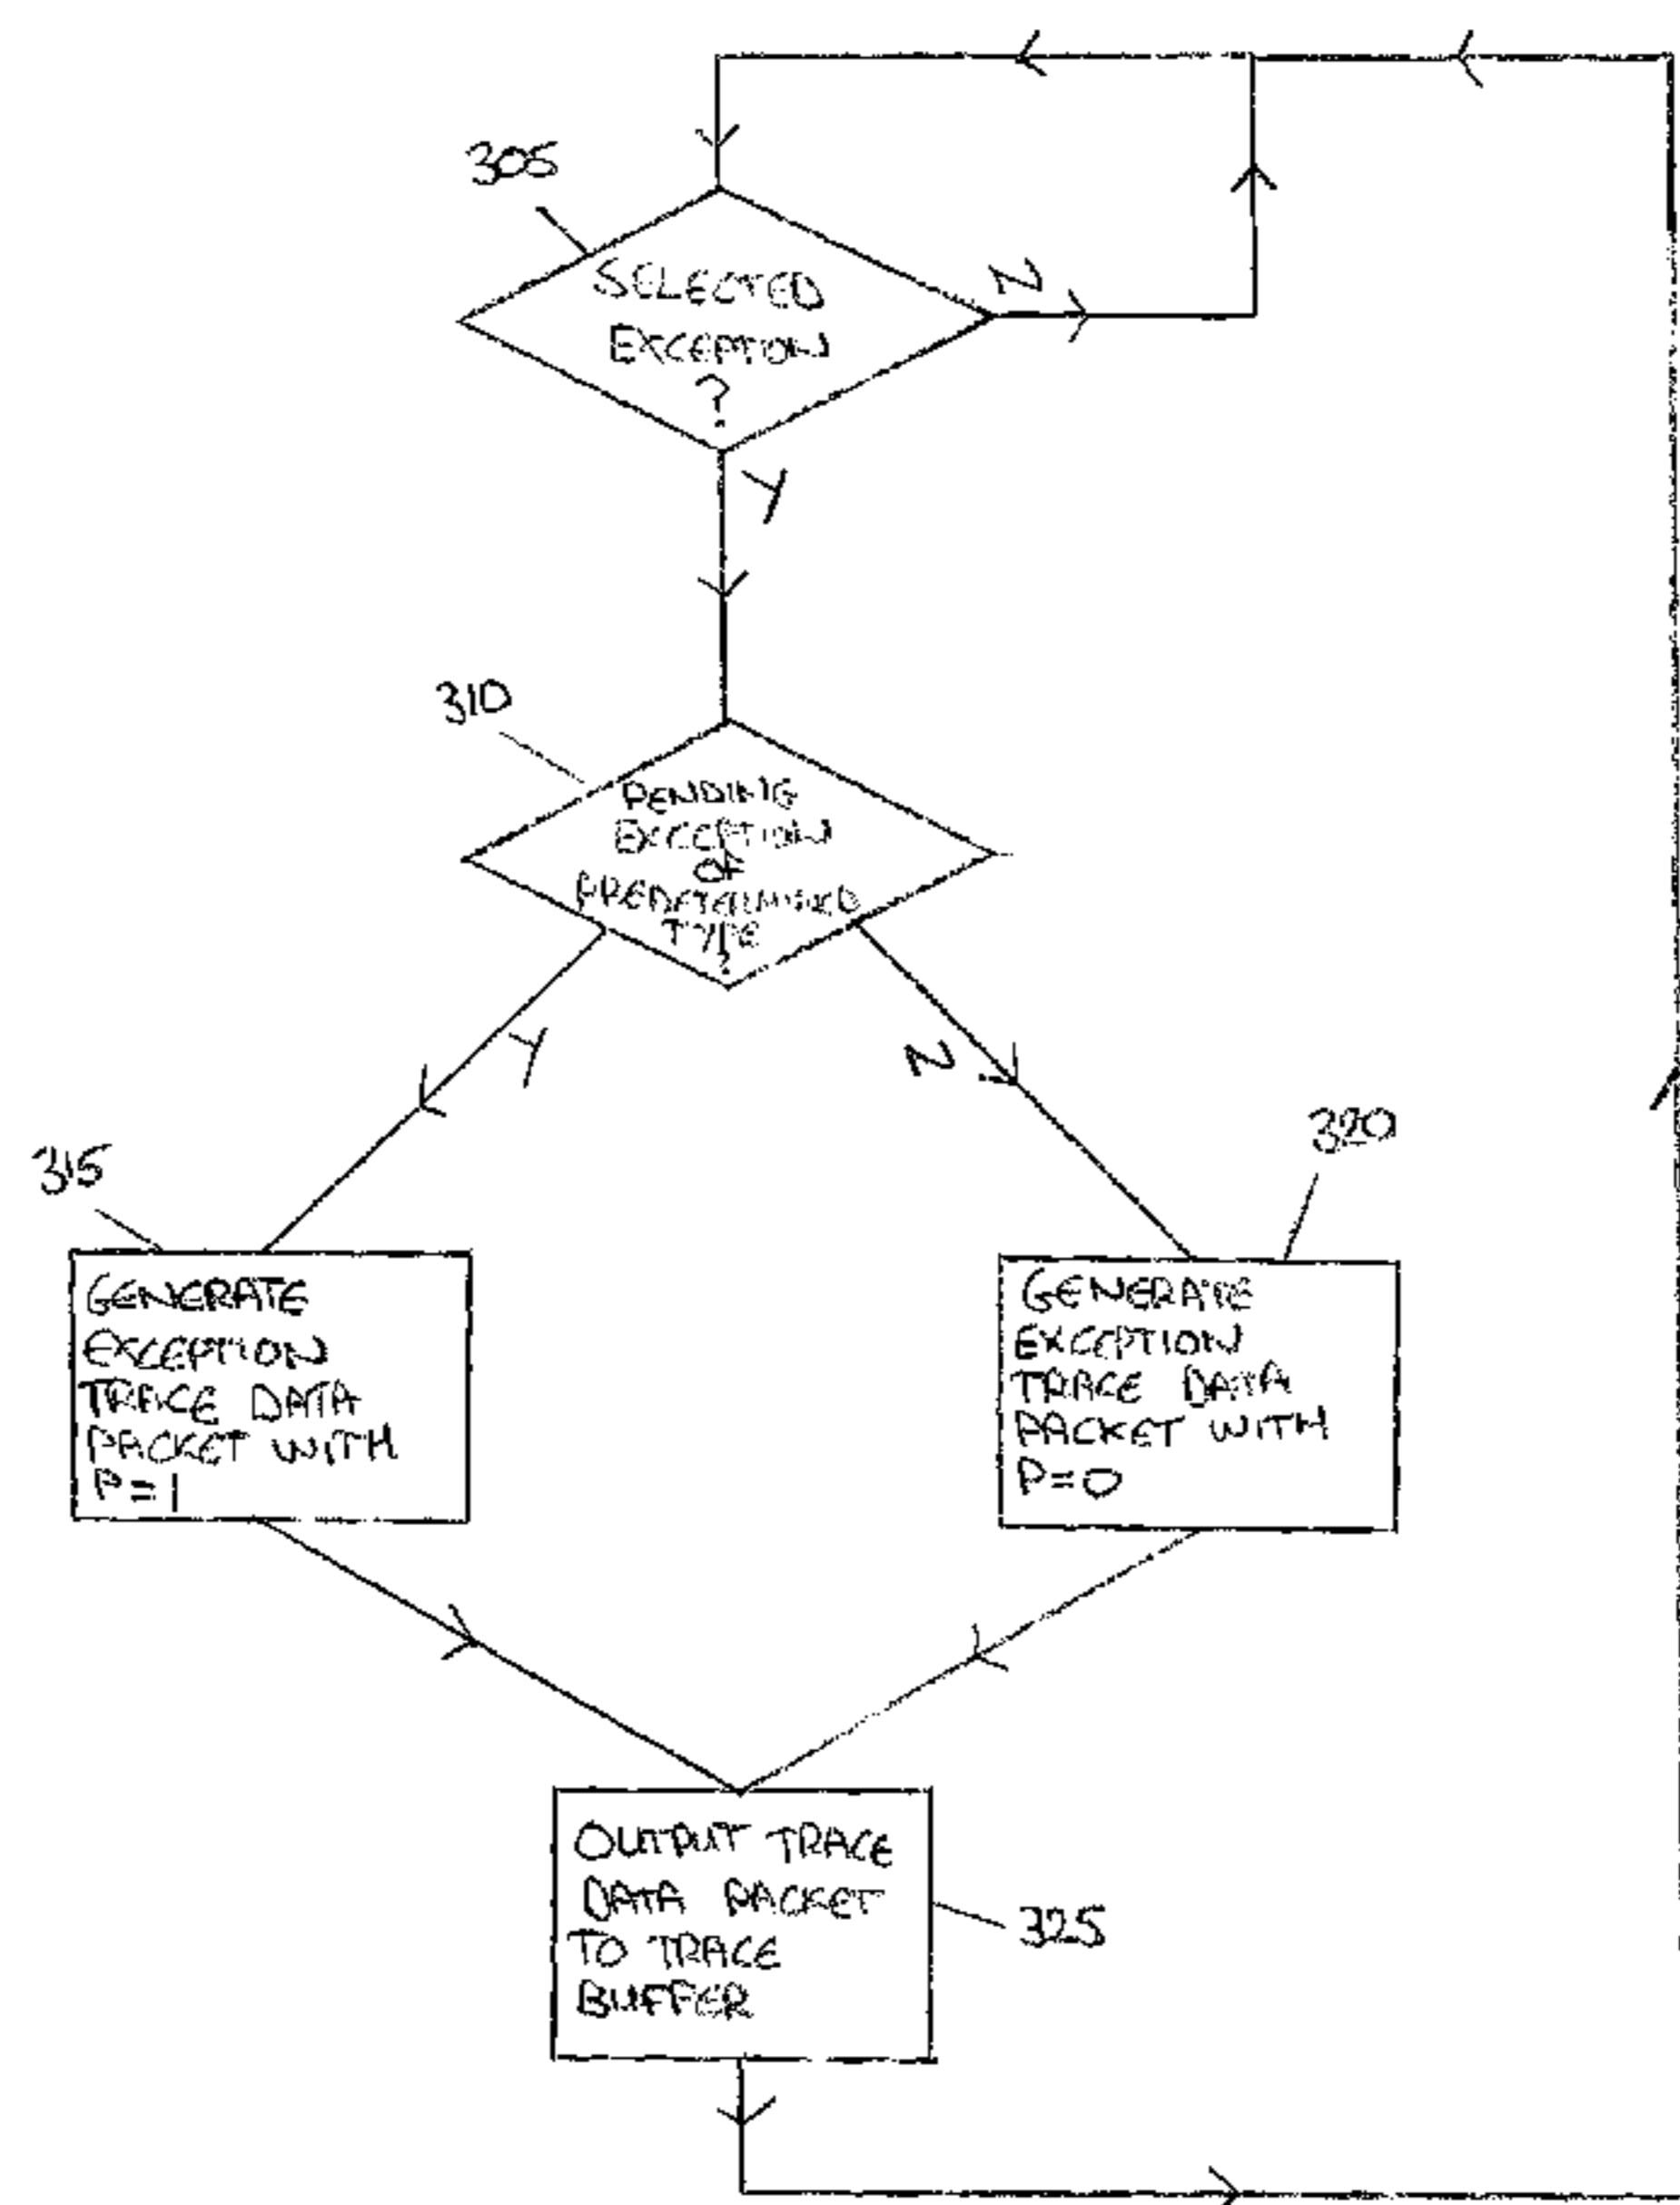 305
SELECTED
EXCEPTION
?
N
Y
310
PENDING
EXCEPTION
OF
PREDETERMINED
TYPE
?
Y
N
315
320
GENERATE
EXCEPTION
TRACE DATA
PACKET WITH
P=1
GENERATE
EXCEPTION
TRACE DATA
PACKET WITH
P=0
OUTPUT TRACE
DATA PACKET
TO TRACE
BUFFER
325